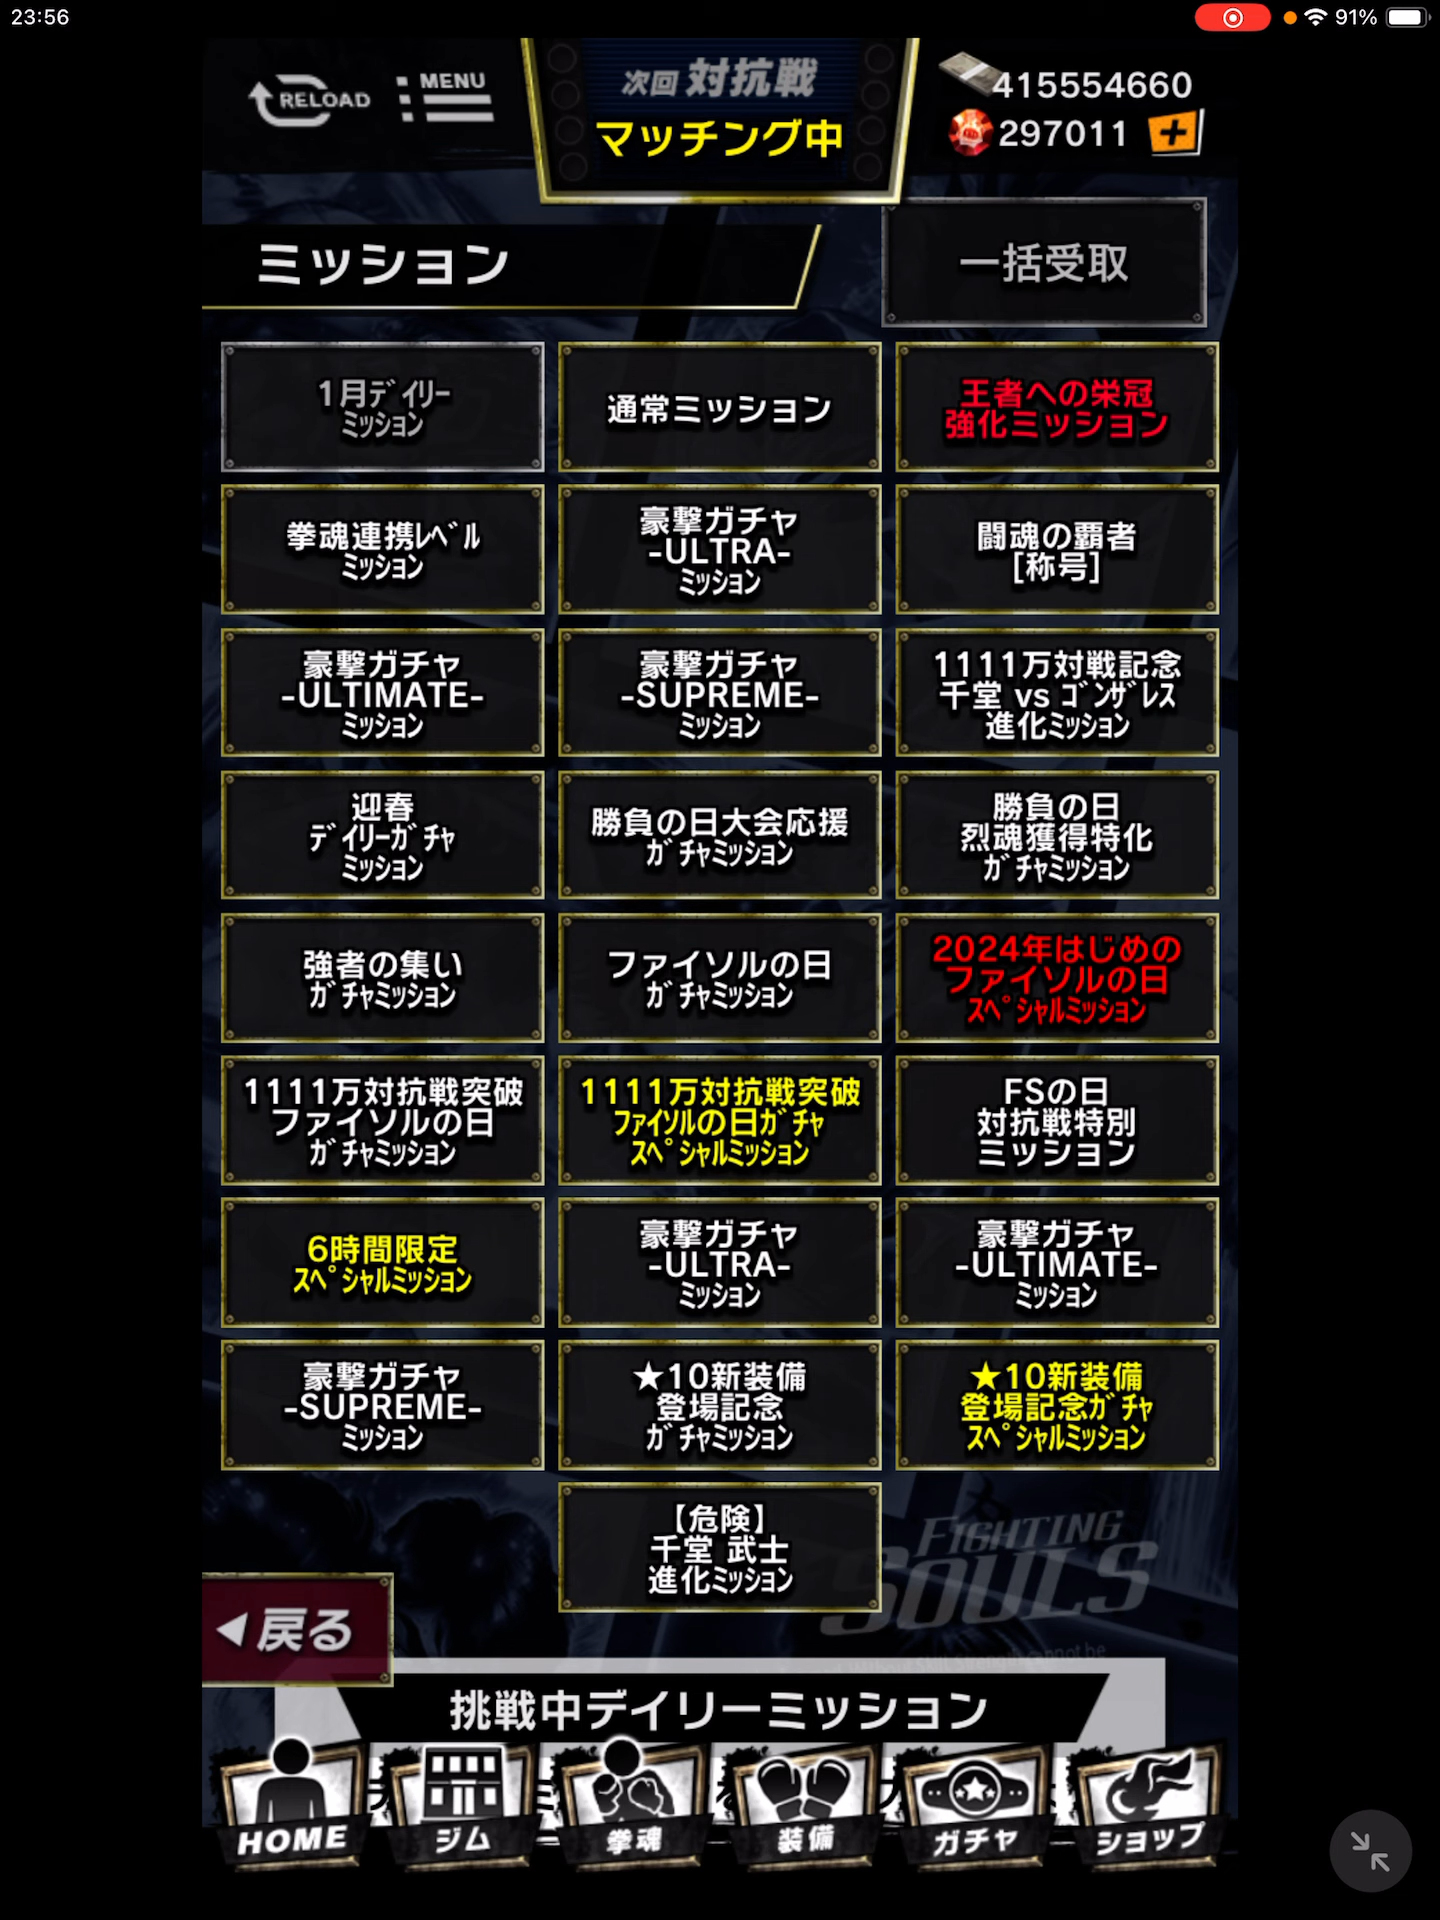 23:56
91%
RELOAD
MENU
次回 対抗戦
マッチング中
415554660
297011
ミッション
一括受取
1月ﾃﾞｲﾘｰ
ﾐｯｼｮﾝ
通常ミッション
王者への栄冠
強化ミッション
拳魂連携ﾚﾍﾞﾙ
ﾐｯｼｮﾝ
豪撃ガチャ
-ULTRA-
ﾐｯｼｮﾝ
闘魂の覇者
[称号]
豪撃ガチャ
-ULTIMATE-
ﾐｯｼｮﾝ
豪撃ガチャ
-SUPREME-
ﾐｯｼｮﾝ
1111万対戦記念
千堂 vs ｺﾞﾝｻﾞﾚｽ
進化ﾐｯｼｮﾝ
迎春
ﾃﾞｲﾘｰｶﾞﾁｬ
ﾐｯｼｮﾝ
勝負の日大会応援
ｶﾞﾁｬﾐｯｼｮﾝ
勝負の日
烈魂獲得特化
ｶﾞﾁｬﾐｯｼｮﾝ
強者の集い
ｶﾞﾁｬﾐｯｼｮﾝ
ファイソルの日
ｶﾞﾁｬﾐｯｼｮﾝ
2024年はじめの
ファイソルの日
ｽﾍﾟｼｬﾙﾐｯｼｮﾝ
1111万対抗戦突破
ファイソルの日
ｶﾞﾁｬﾐｯｼｮﾝ
1111万対抗戦突破
ﾌｧｲｿﾙの日ｶﾞﾁｬ
ｽﾍﾟｼｬﾙﾐｯｼｮﾝ
FSの日
対抗戦特別
ミッション
6時間限定
ｽﾍﾟｼｬﾙﾐｯｼｮﾝ
豪撃ガチャ
-ULTRA-
ﾐｯｼｮﾝ
豪撃ガチャ
-ULTIMATE-
ﾐｯｼｮﾝ
豪撃ガチャ
-SUPREME-
ﾐｯｼｮﾝ
★10新装備
登場記念
ｶﾞﾁｬﾐｯｼｮﾝ
★10新装備
登場記念ｶﾞﾁｬ
ｽﾍﾟｼｬﾙﾐｯｼｮﾝ
【危険】
千堂 武士
進化ﾐｯｼｮﾝ
FIGHTING
SOULS
戻る
挑戦中デイリーミッション
HOME
ジム
拳魂
装備
ガチャ
ショップ